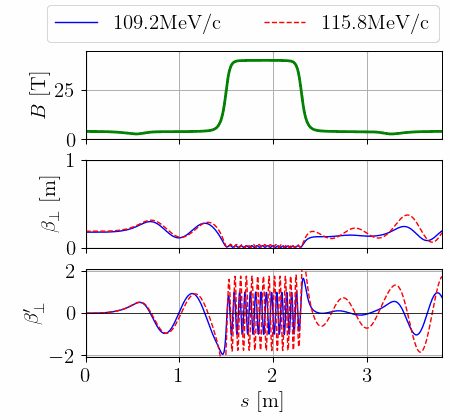 109.2MeV/c 115.8MeV/c
B [T]
25
0
β⊥ [m]
1
0
β′⊥
2
0
−2
0 1 2 3
s [m]